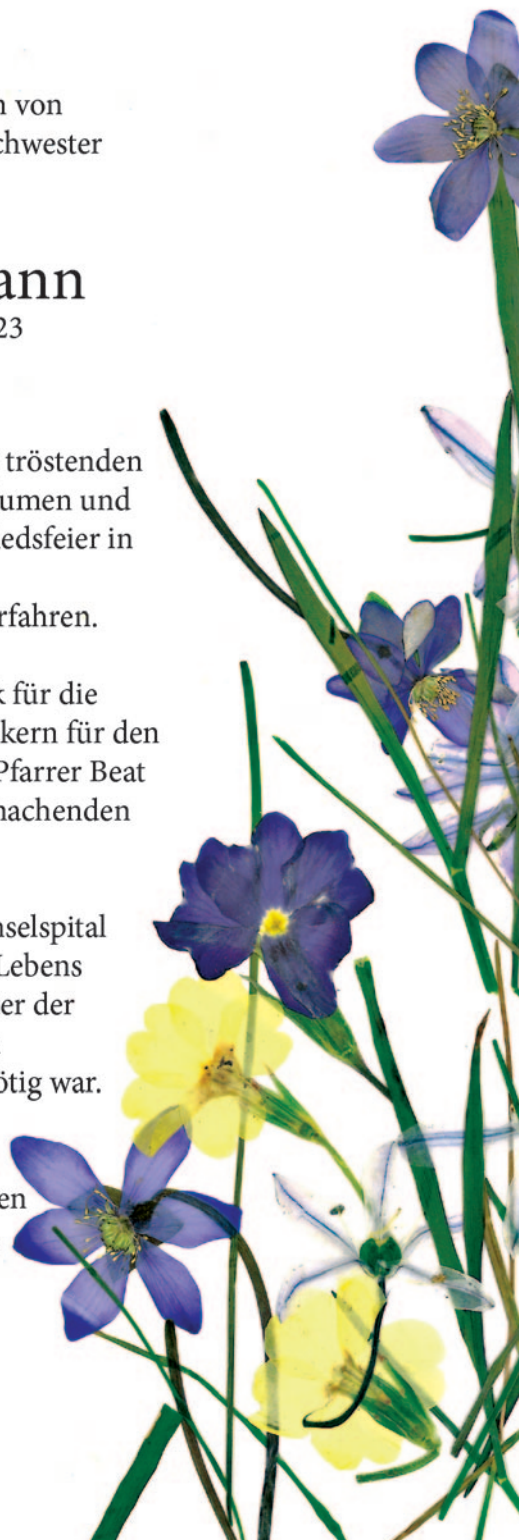 n von
chwester
ann
23
tröstenden
umen und
edsfeier in
rfahren.
k für die
kern für den
Pfarrer Beat
nachenden
nselspital
Lebens
er der
ötig war.
en